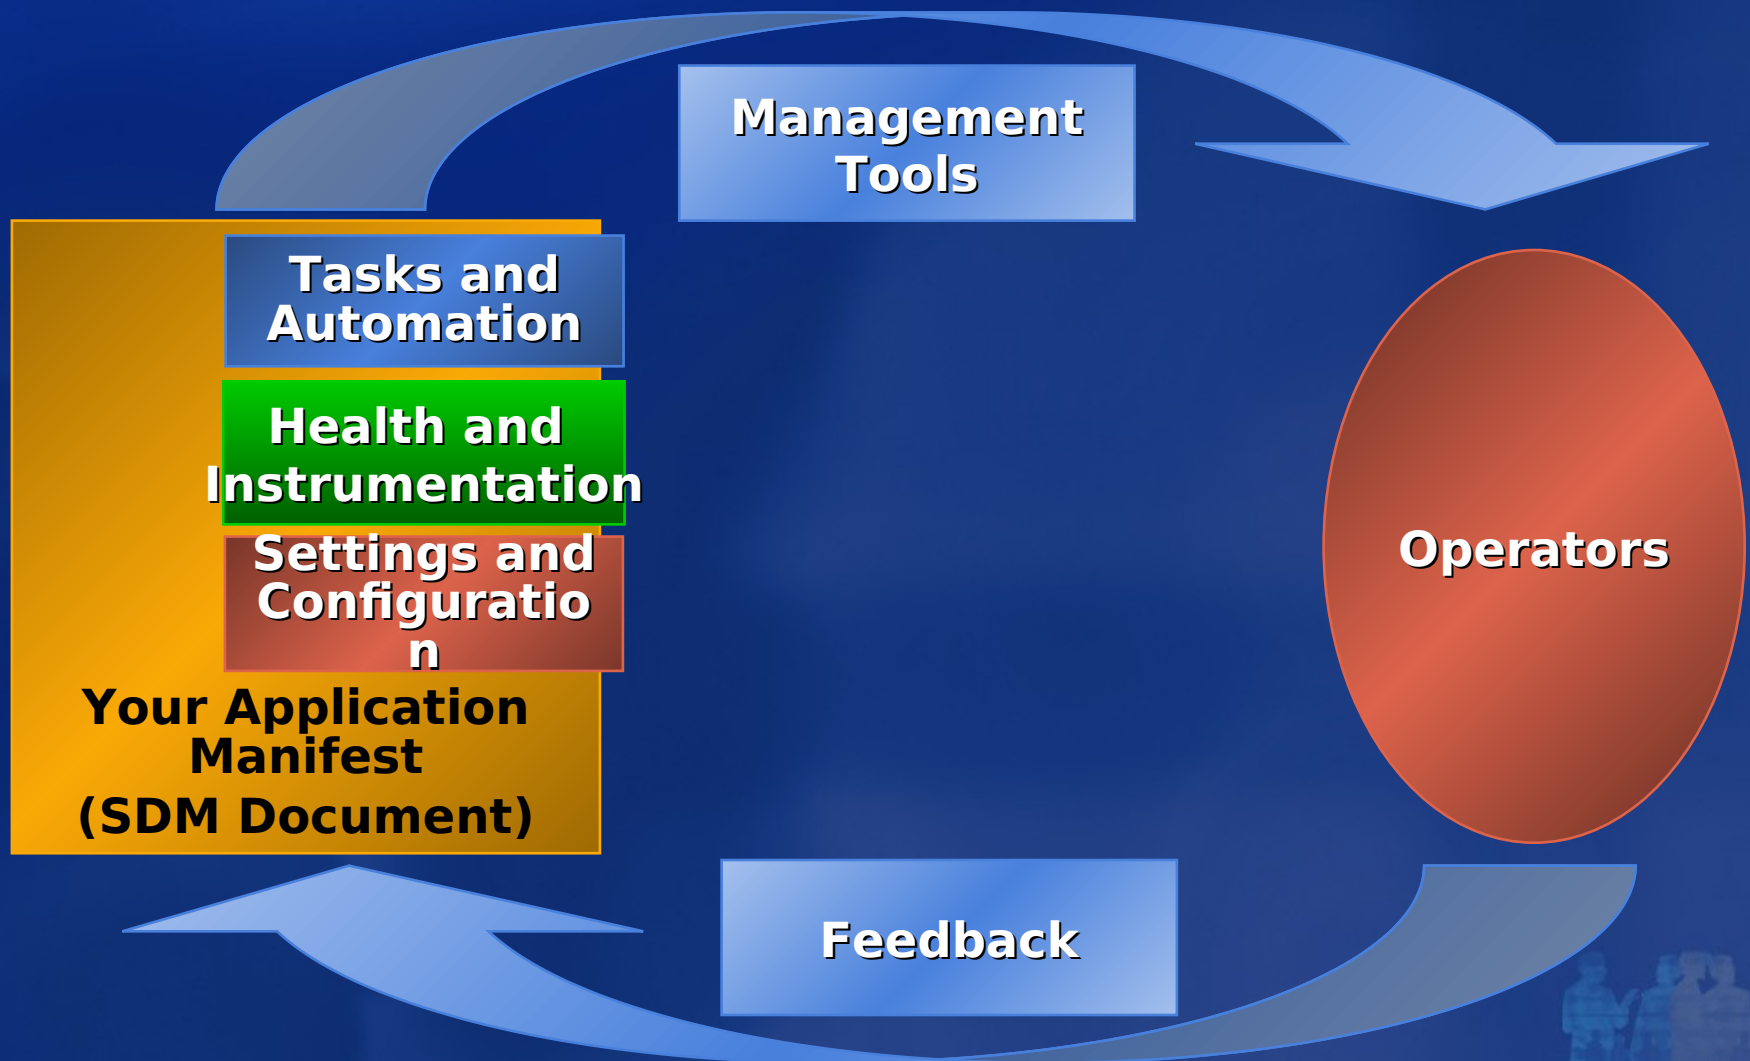 Management
Tools
Tasks and
Automation
Health and
Instrumentation
Settings and
Configuratio
n
Your Application
Manifest
(SDM Document)
Operators
Feedback